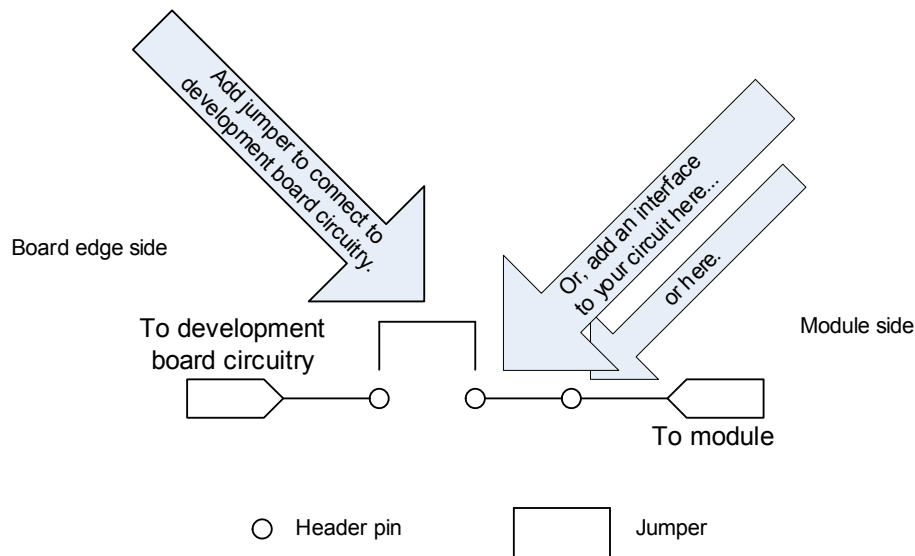 Add jumper to connect to
development board circuitry.
Or, add an interface
to your circuit here...
or here.
Board edge side
Module side
To development
board circuitry
To module
Header pin
Jumper